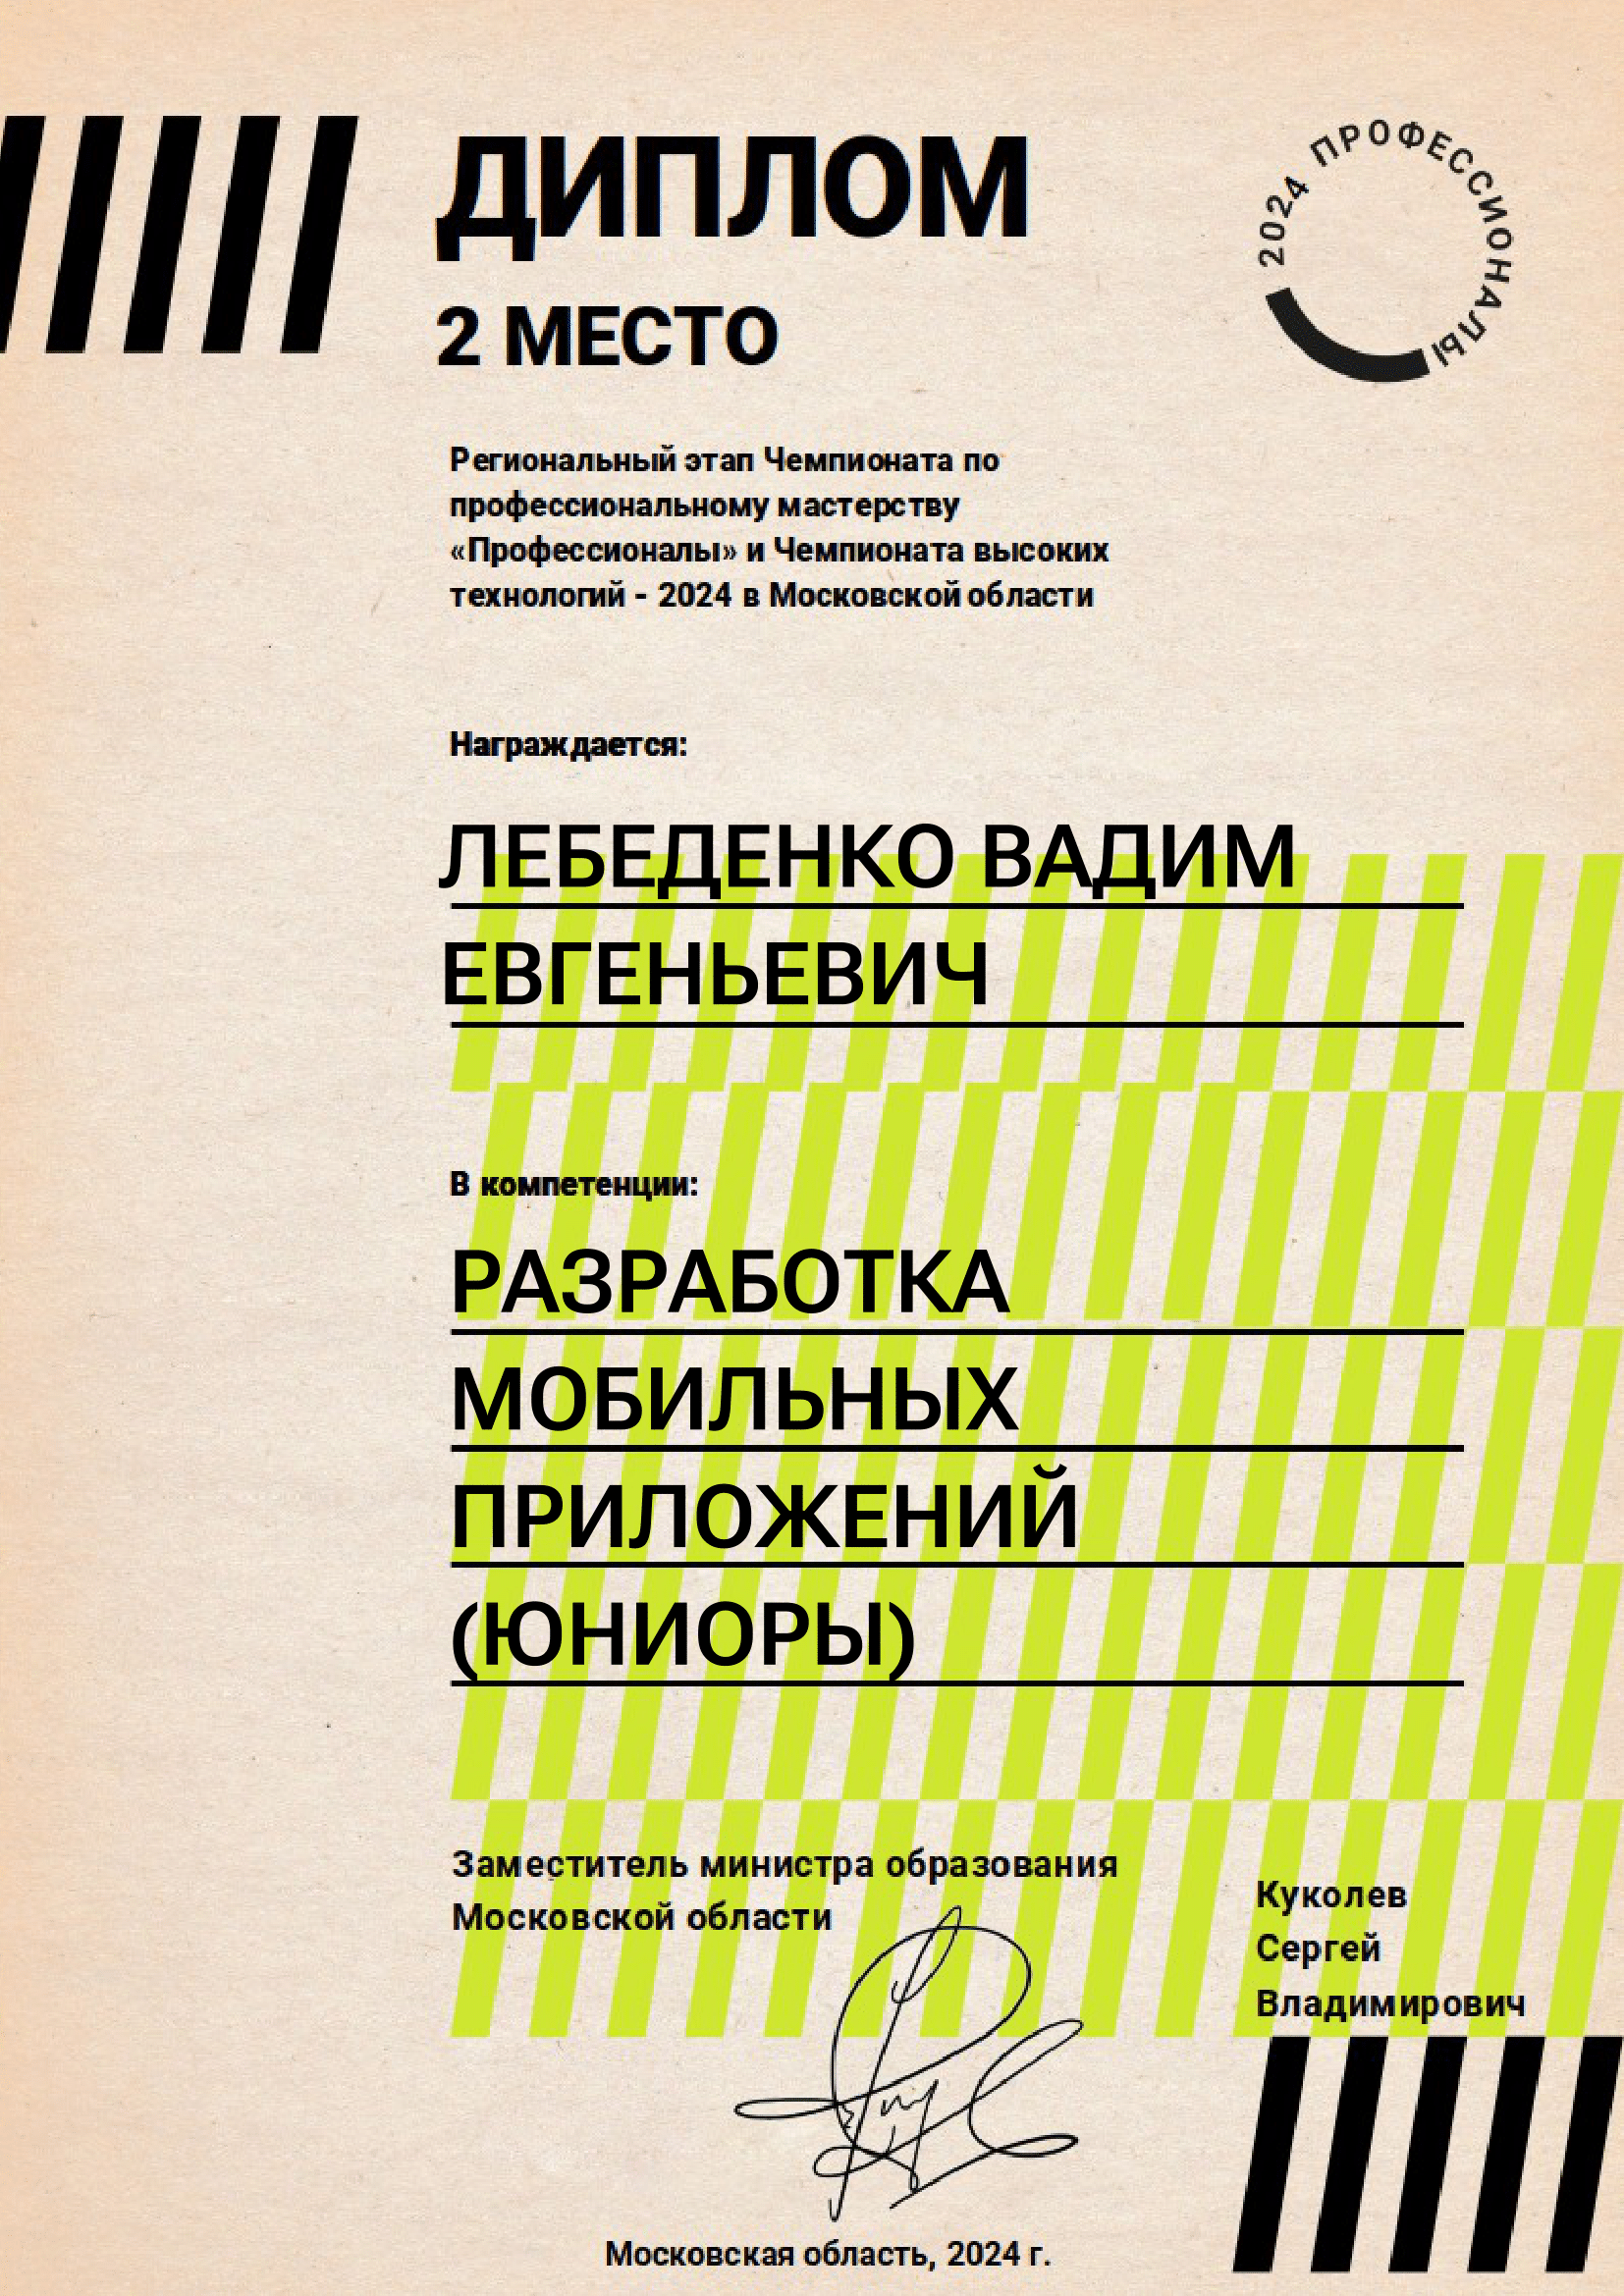 ДИПЛОМ
2024 ПРОФЕССИОНАЛЫ
2 МЕСТО
Региональный этап Чемпионата по
профессиональному мастерству
«Профессионалы» и Чемпионата высоких
технологий - 2024 в Московской области
Награждается:
ЛЕБЕДЕНКО ВАДИМ
ЕВГЕНЬЕВИЧ
В компетенции:
РАЗРАБОТКА
МОБИЛЬНЫХ
ПРИЛОЖЕНИЙ
(ЮНИОРЫ)
Заместитель министра образования
Московской области
Куколев
Сергей
Владимирович
Московская область, 2024 г.